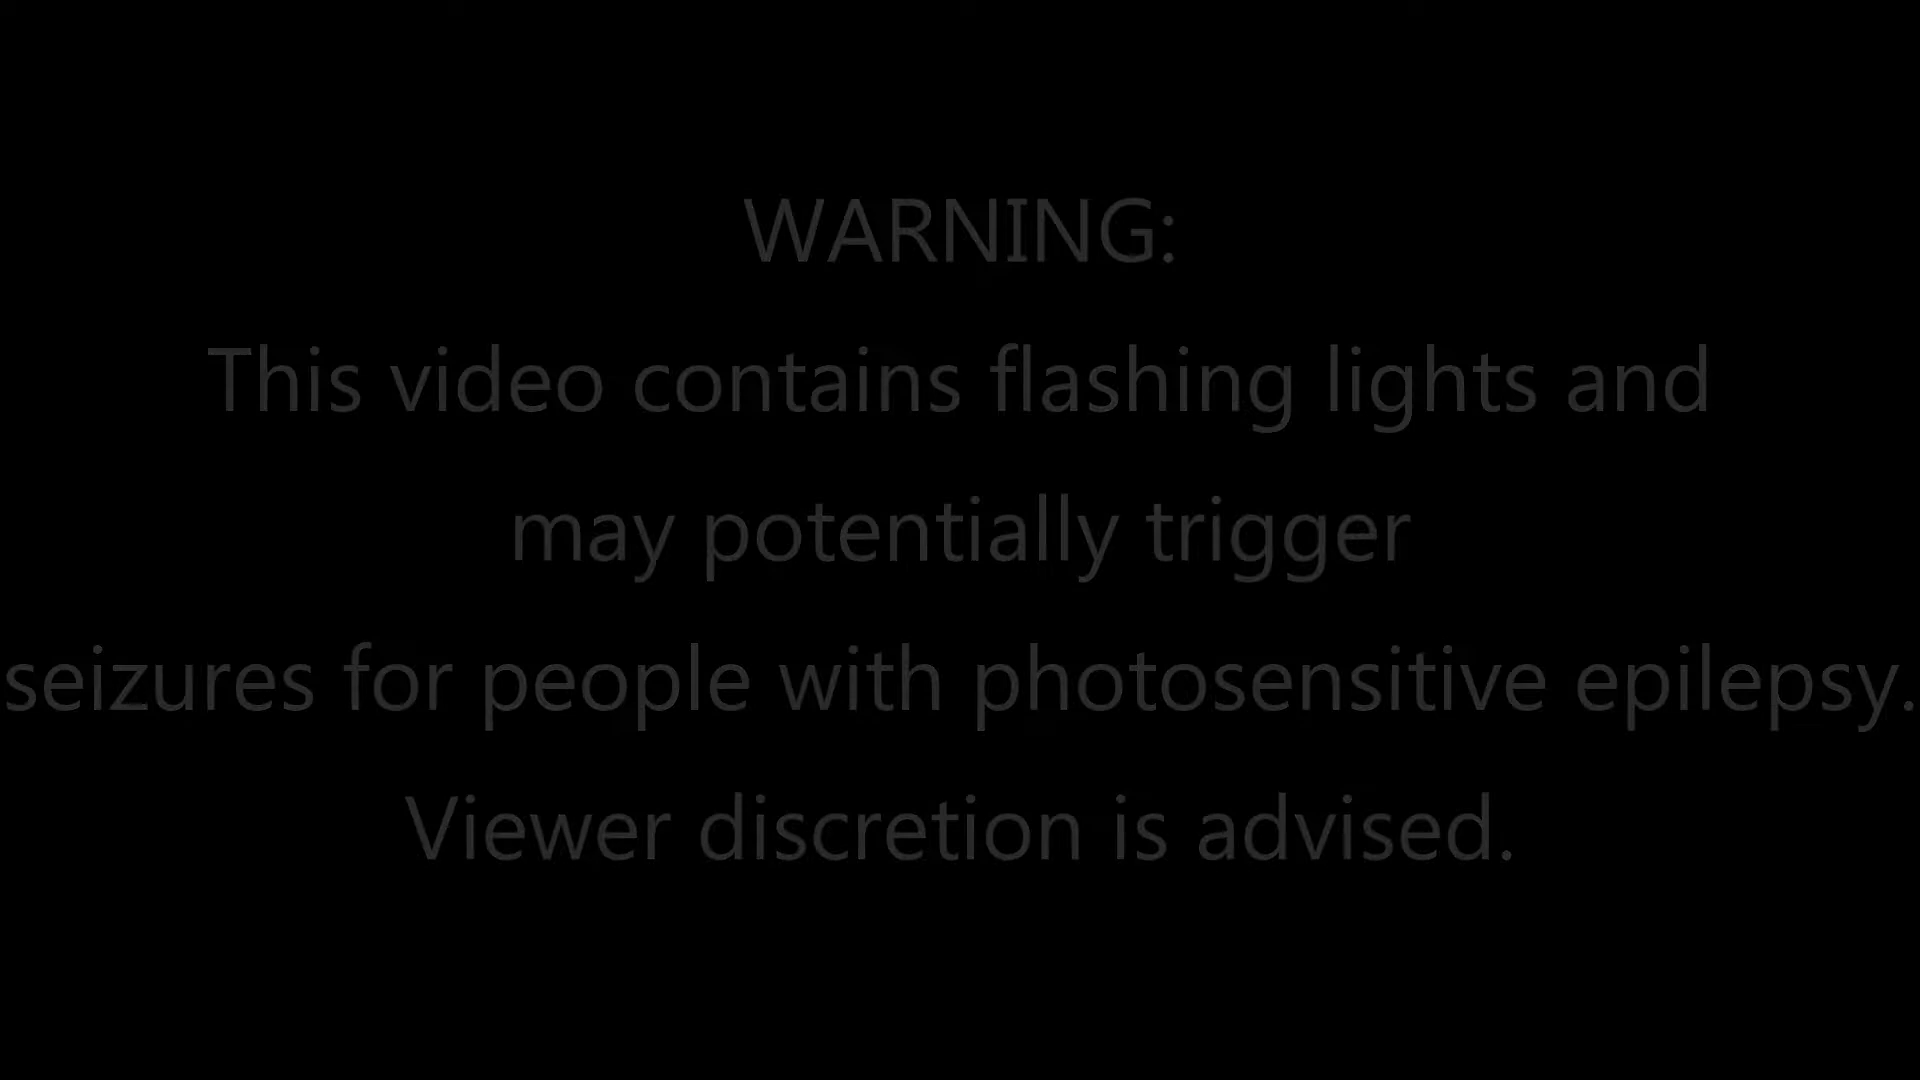 WARNING:
This video contains flashing lights and
may potentially trigger
seizures for people with photosensitive epilepsy.
Viewer discretion is advised.